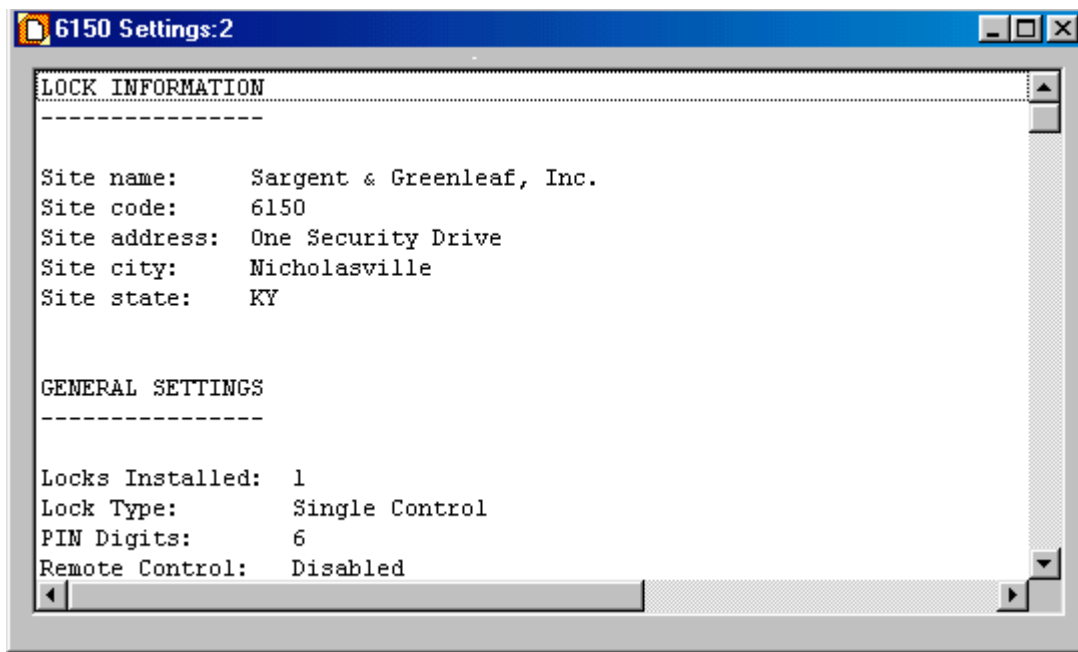 6150 Settings:2
LOCK INFORMATION
----------------
Site name: Sargent & Greenleaf, Inc.
Site code: 6150
Site address: One Security Drive
Site city: Nicholasville
Site state: KY
GENERAL SETTINGS
----------------
Locks Installed: 1
Lock Type: Single Control
PIN Digits: 6
Remote Control: Disabled